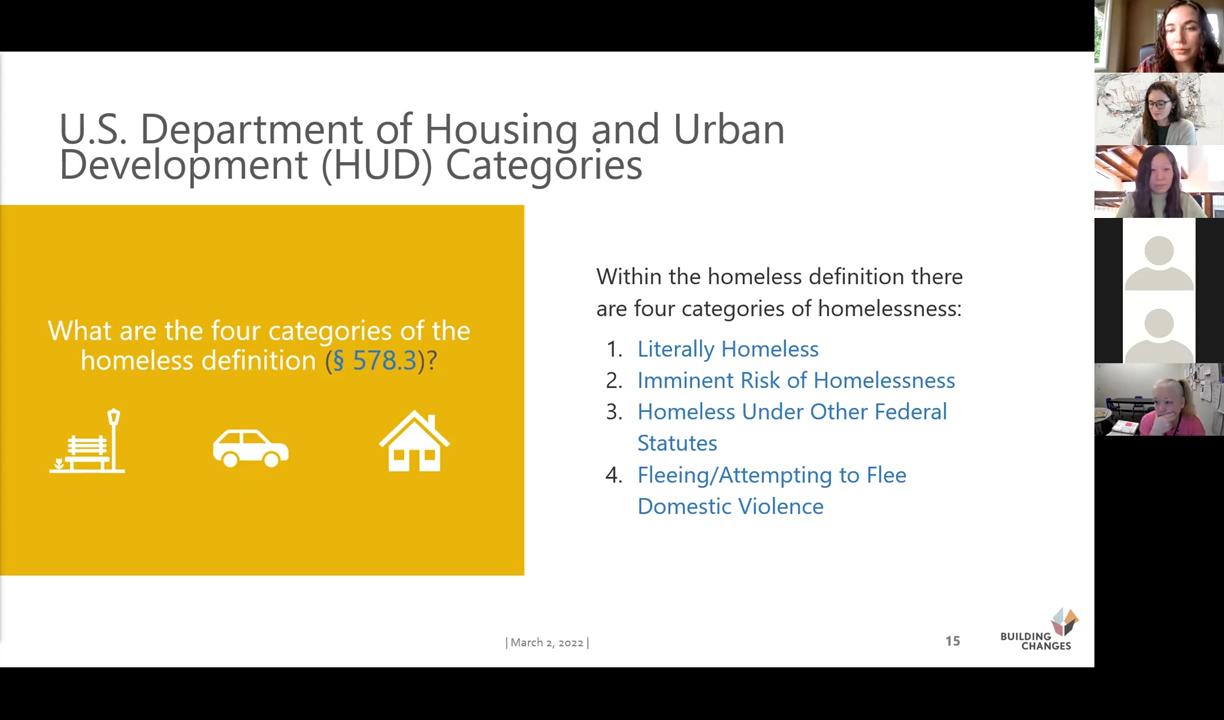 U.S. Department of Housing and Urban
Development (HUD) Categories
What are the four categories of the
homeless definition (§ 578.3)?
Within the homeless definition there
are four categories of homelessness:
1. Literally Homeless
2. Imminent Risk of Homelessness
3. Homeless Under Other Federal
Statutes
4. Fleeing/Attempting to Flee
Domestic Violence
| March 2, 2022 |
15
BUILDING
CHANGES